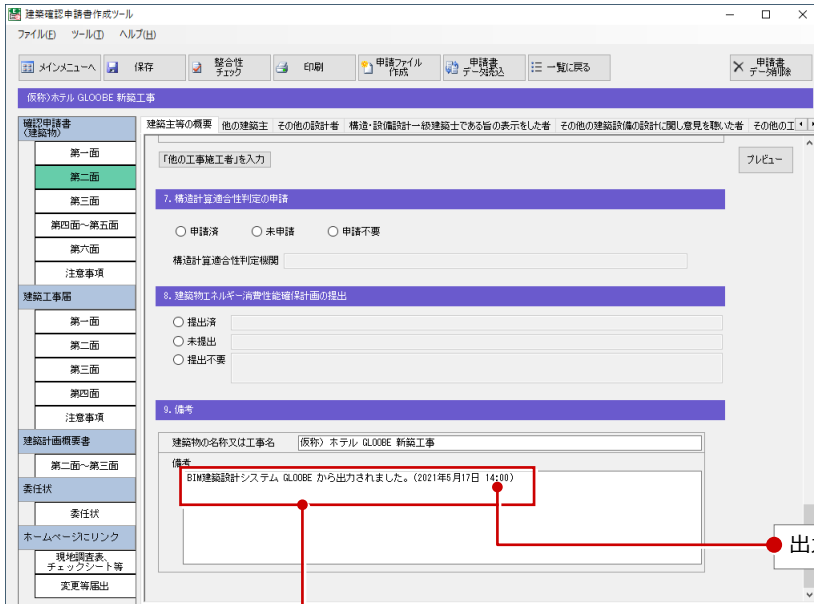 建築確認申請書作成ツール
ファイル(F) ツール(T) ヘルプ(H)
メインメニューへ 保存 整合性チェック 印刷 申請ファイル作成 申請書データ読込 一覧に戻る 申請書データ削除
仮称)ホテル GLOOBE 新築工事
確認申請書
(建築物)
第一面
第二面
第三面
第四面~第五面
第六面
注意事項
建築工事届
第一面
第二面
第三面
第四面
注意事項
建築計画概要書
第二面~第三面
委任状
委任状
ホームページにリンク
現地調査表、
チェックシート等
変更等届出
建築主等の概要 他の建築主 その他の設計者 構造・設備設計一級建築士である旨の表示をした者 その他の建築設備の設計に関し意見を聴いた者 その他の工
「他の工事施工者」を入力
プレビュー
7. 構造計算適合性判定の申請
申請済 未申請 申請不要
構造計算適合性判定機関
8. 建築物エネルギー消費性能確保計画の提出
提出済
未提出
提出不要
9. 備考
建築物の名称又は工事名 (仮称) ホテル GLOOBE 新築工事
備考
BIM建築設計システム GLOOBE から出力されました。(2021年5月17日 14:00)